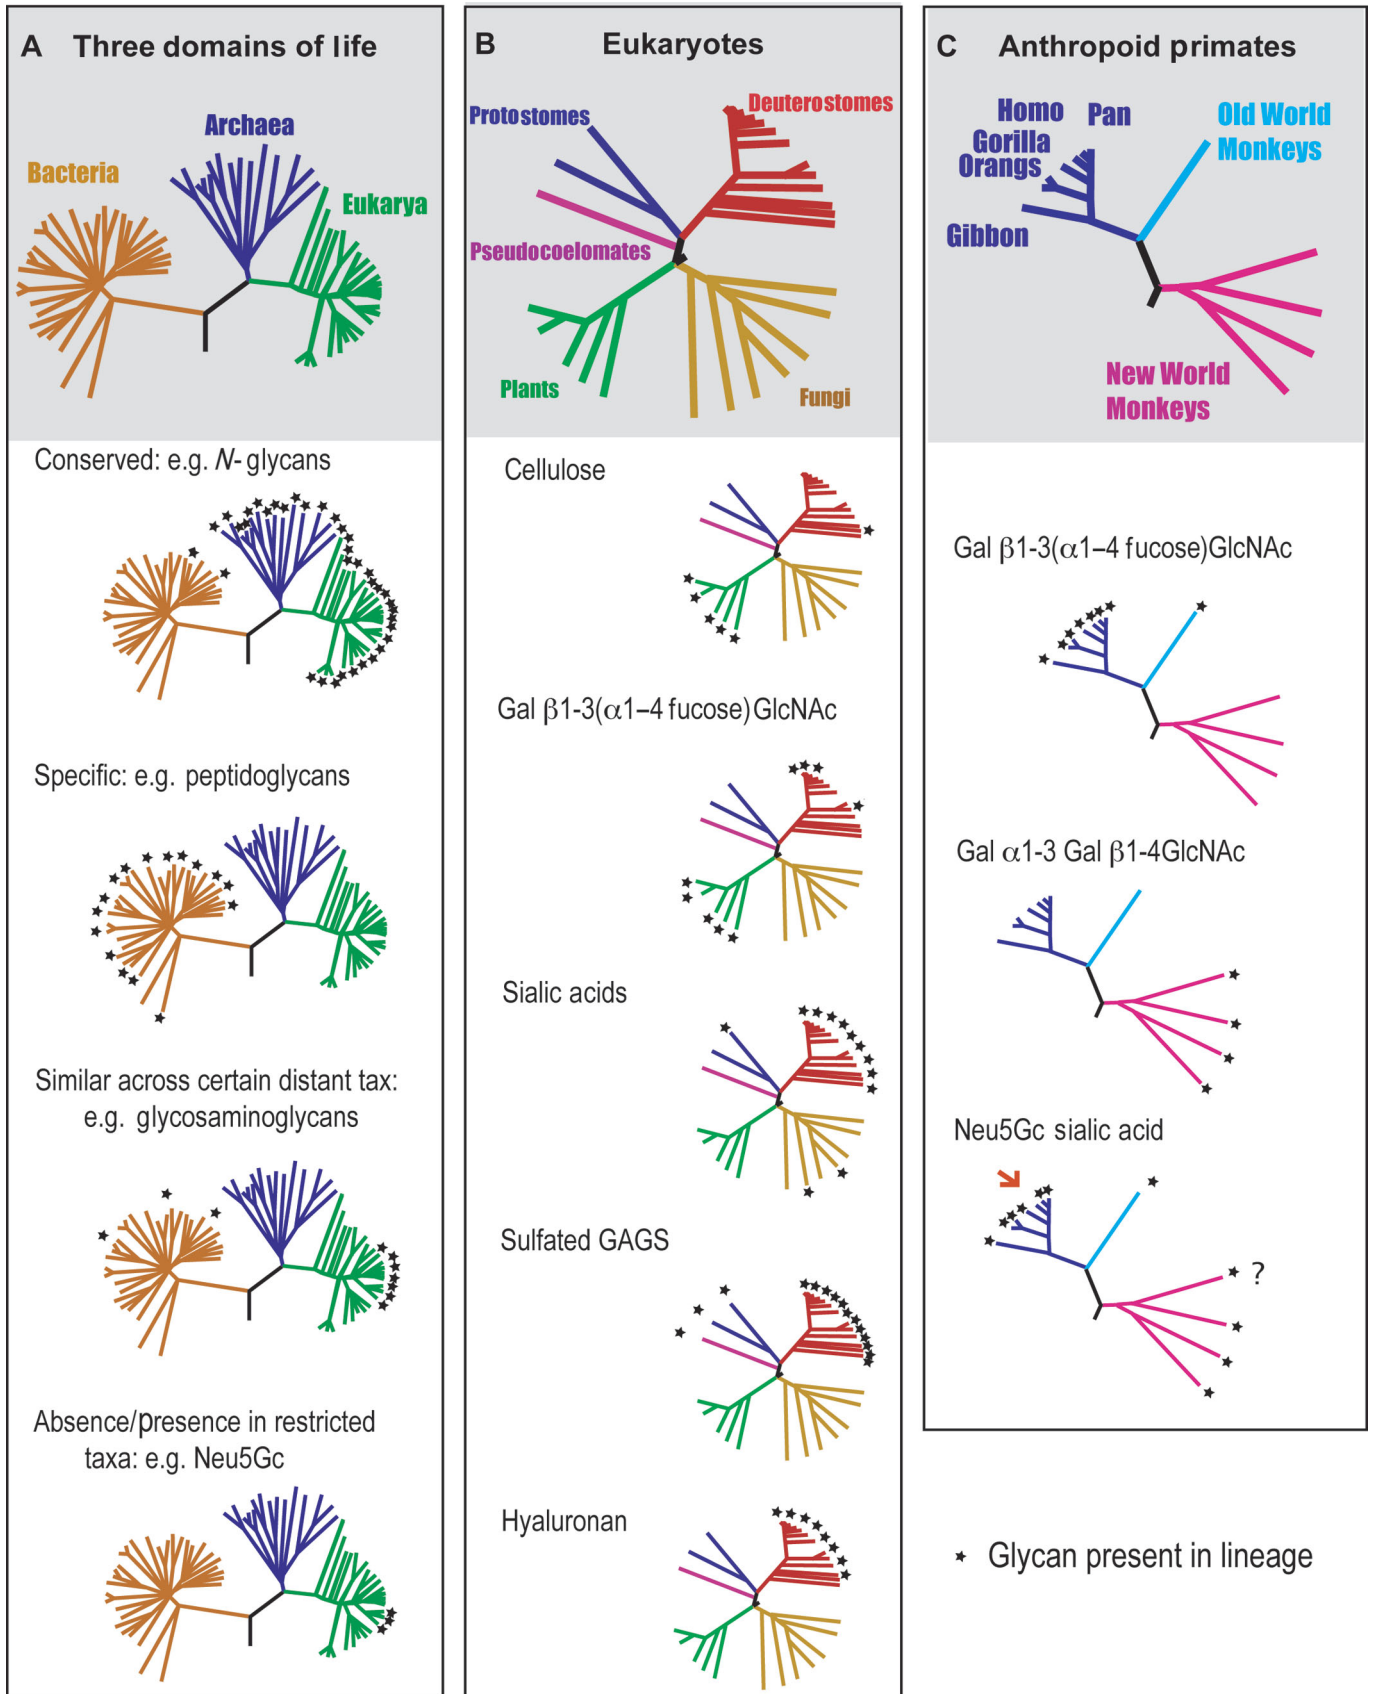 A Three domains of life
Archaea
Bacteria
Eukarya
Conserved: e.g. N- glycans
Specific: e.g. peptidoglycans
Similar across certain distant tax:
e.g. glycosaminoglycans
Absence/presence in restricted
taxa: e.g. Neu5Gc
B Eukaryotes
Deuterostomes
Protostomes
Pseudocoelomates
Plants
Fungi
Cellulose
Gal β1-3(α1–4 fucose)GlcNAc
Sialic acids
Sulfated GAGS
Hyaluronan
C Anthropoid primates
Homo Pan
Gorilla
Orangs
Gibbon
Old World
Monkeys
New World
Monkeys
Gal β1-3(α1–4 fucose)GlcNAc
Gal α1-3 Gal β1-4GlcNAc
Neu5Gc sialic acid
?
Glycan present in lineage